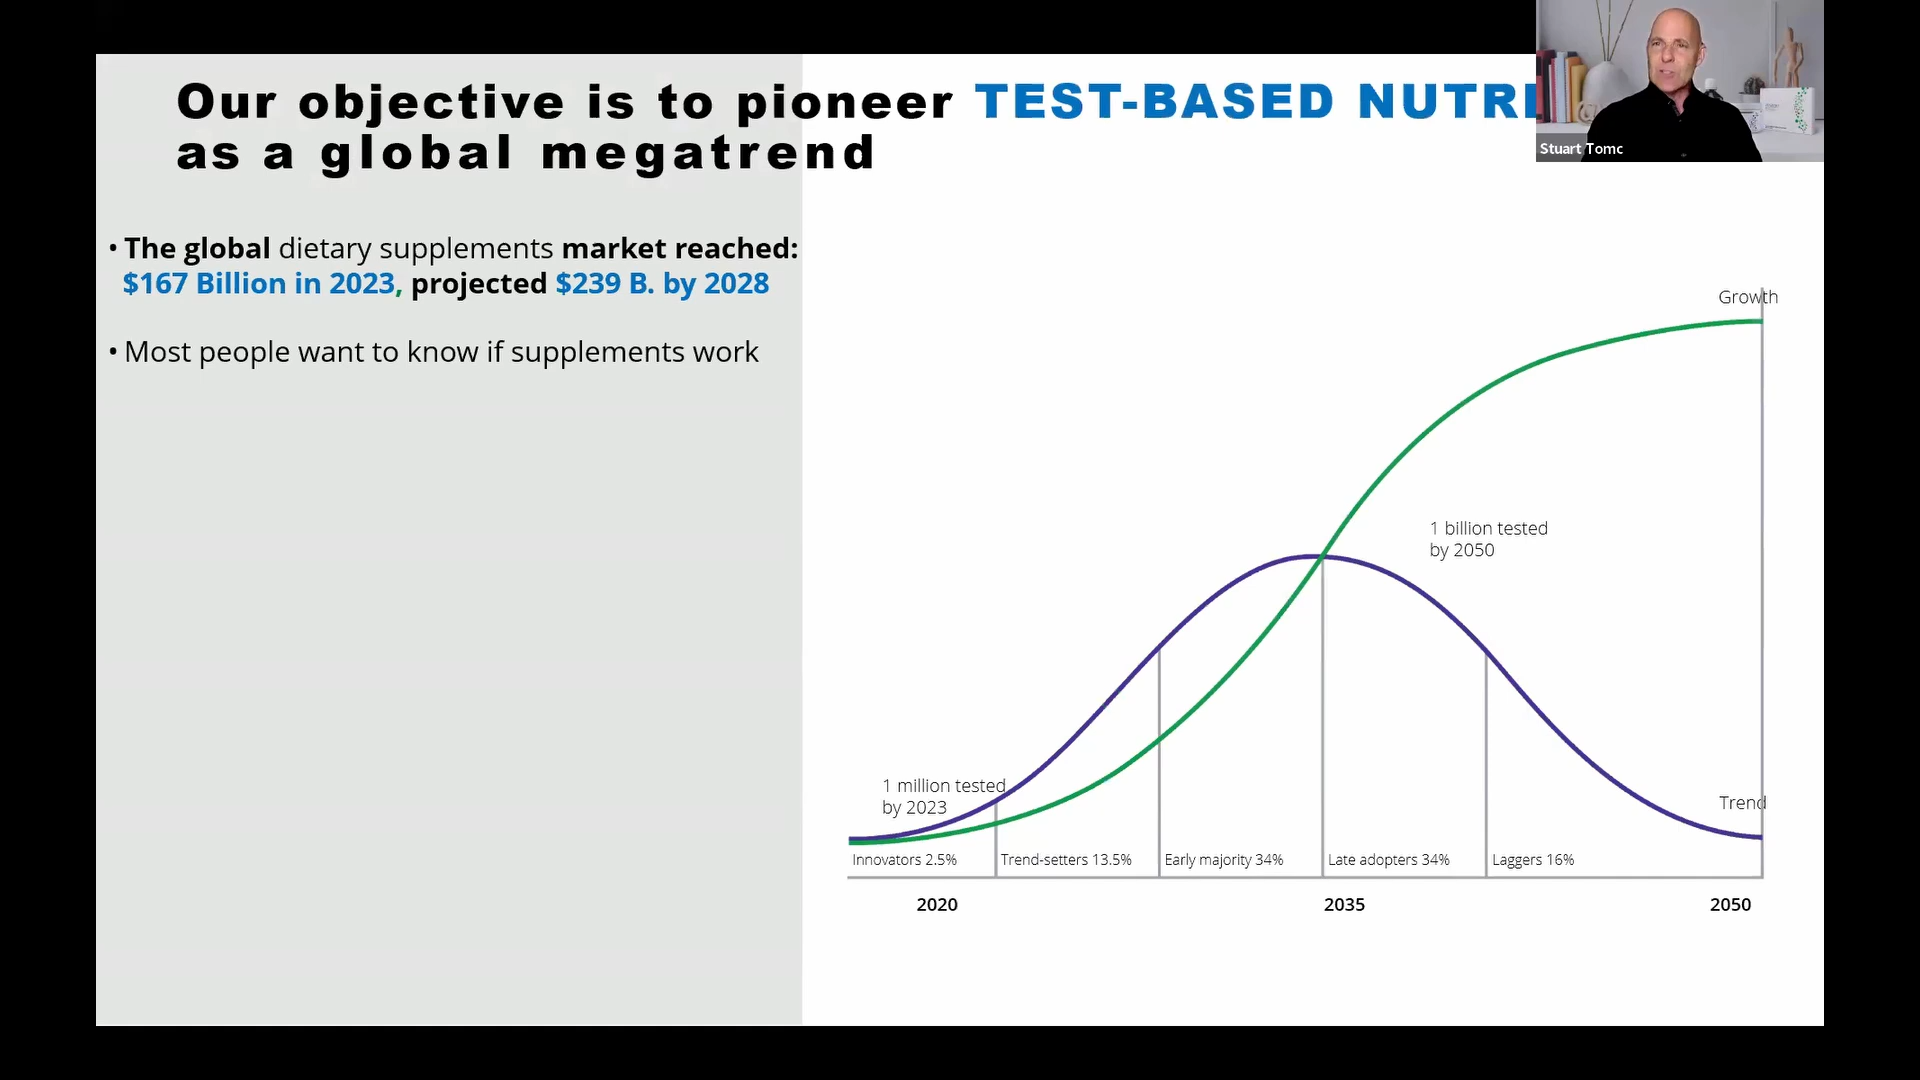 Our objective is to pioneer TEST-BASED NUTRI
as a global megatrend
Stuart Tomc
• The global dietary supplements market reached:
$167 Billion in 2023, projected $239 B. by 2028
• Most people want to know if supplements work
Growth
1 billion tested
by 2050
1 million tested
by 2023
Trend
Innovators 2.5%
Trend-setters 13.5%
Early majority 34%
Late adopters 34%
Laggers 16%
2020
2035
2050